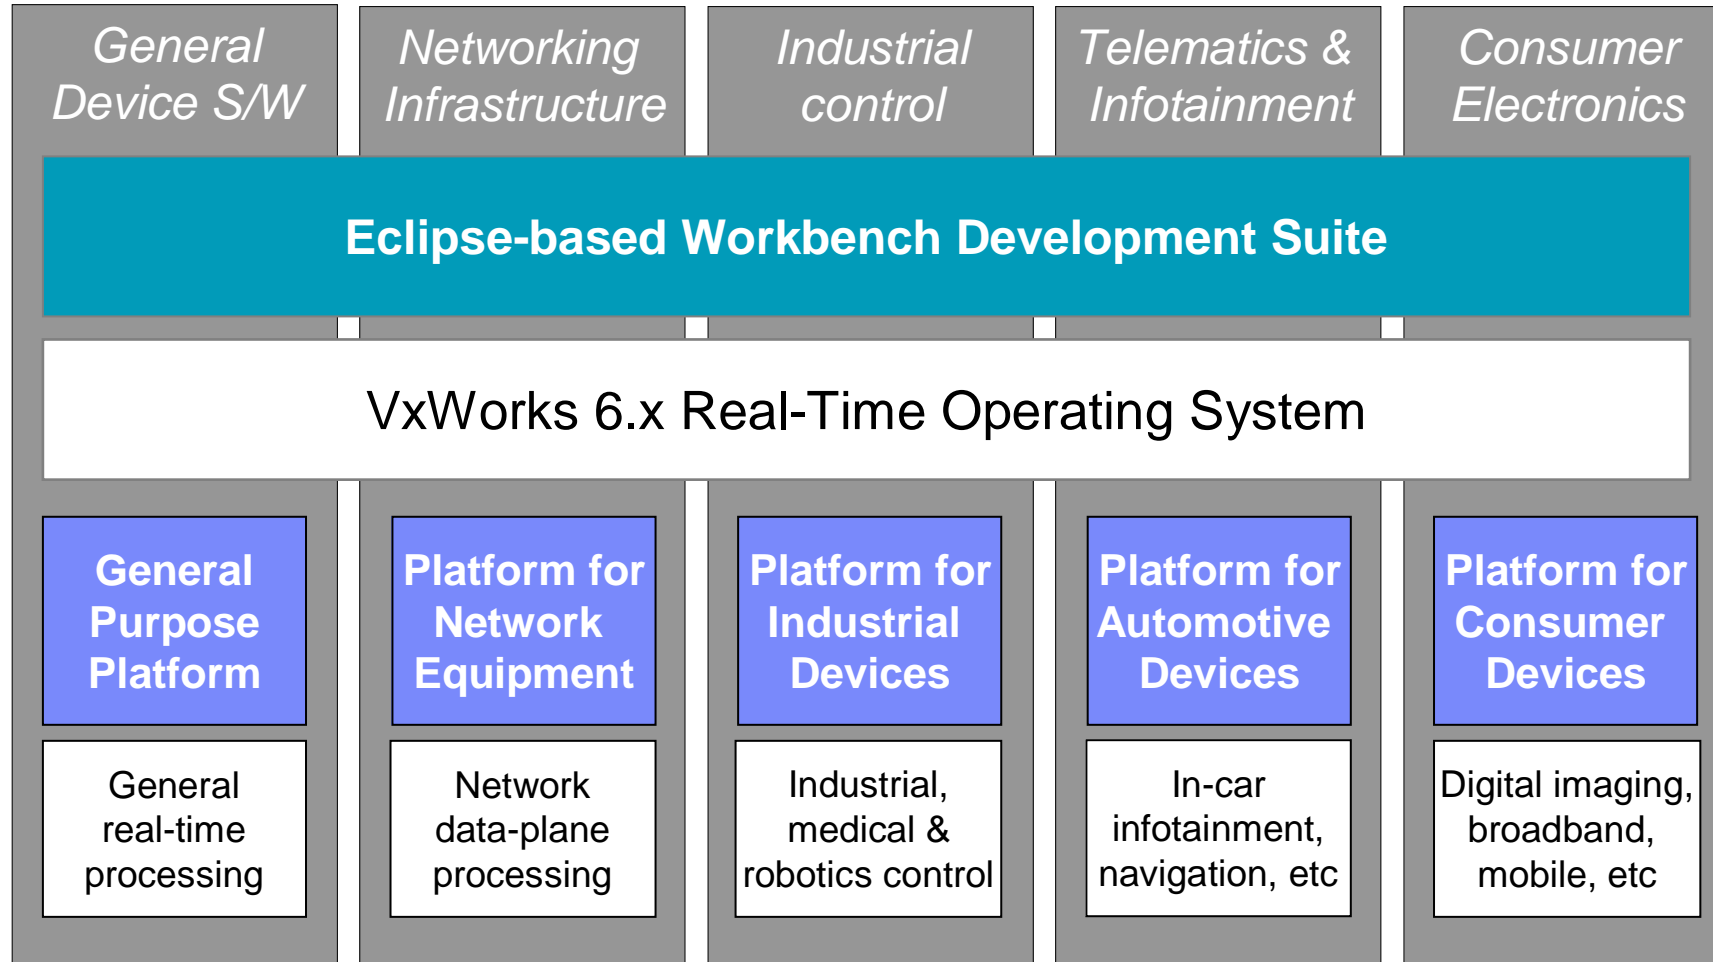 General
Device S/W
Networking
Infrastructure
Industrial
control
Telematics &
Infotainment
Consumer
Electronics
Eclipse-based Workbench Development Suite
VxWorks 6.x Real-Time Operating System
General
Purpose
Platform
Platform for
Network
Equipment
Platform for
Industrial
Devices
Platform for
Automotive
Devices
Platform for
Consumer
Devices
General
real-time
processing
Network
data-plane
processing
Industrial,
medical &
robotics control
In-car
infotainment,
navigation, etc
Digital imaging,
broadband,
mobile, etc